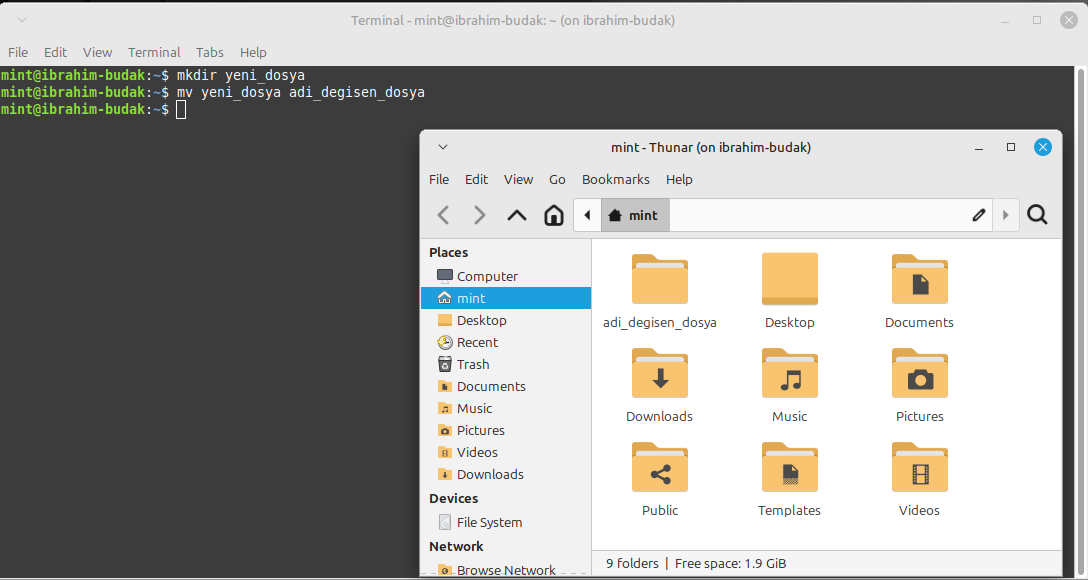 Terminal - mint@ibrahim-budak: ~ (on ibrahim-budak)
File Edit View Terminal Tabs Help
mint@ibrahim-budak:~$ mkdir yeni_dosya
mint@ibrahim-budak:~$ mv yeni_dosya adi_degisen_dosya
mint@ibrahim-budak:~$
mint - Thunar (on ibrahim-budak)
File Edit View Go Bookmarks Help
mint
Places
Computer
mint
Desktop
Recent
Trash
Documents
Music
Pictures
Videos
Downloads
Devices
File System
Network
Browse Network
adi_degisen_dosya Desktop Documents
Downloads Music Pictures
Public Templates Videos
9 folders | Free space: 1.9 GiB